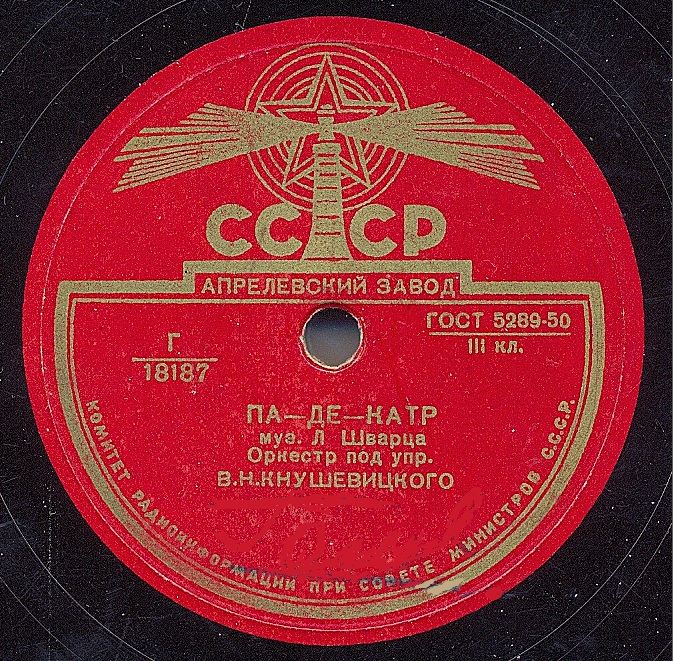 СССР
АПРЕЛЕВСКИЙ ЗАВОД
ГОСТ 5289-50
III кл.
Г
18187
ПА—ДЕ—КАТР
муз. Л Шварца
Оркестр под упр.
В.Н.КНУШЕВИЦКОГО
КОМИТЕТ РАДИОИНФОРМАЦИИ ПРИ СОВЕТЕ МИНИСТРОВ С.С.С.Р.